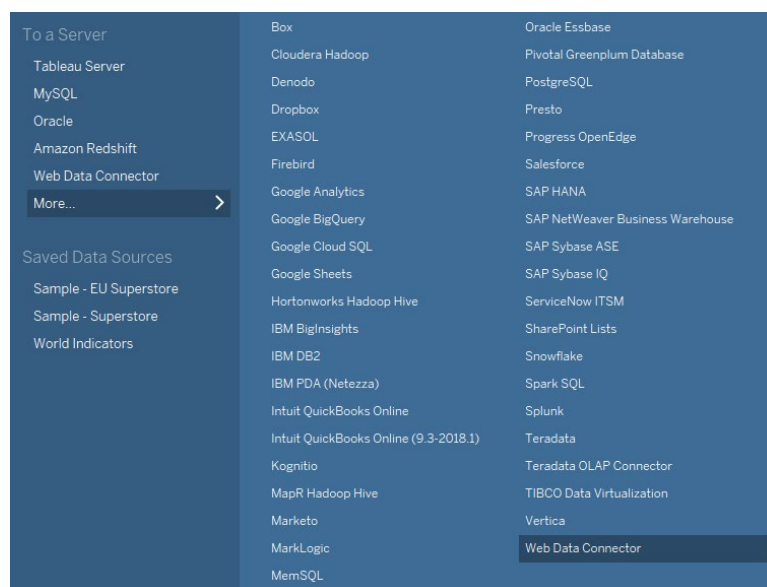 To a Server
Tableau Server
MySQL
Oracle
Amazon Redshift
Web Data Connector
More...
Saved Data Sources
Sample - EU Superstore
Sample - Superstore
World Indicators
Box
Cloudera Hadoop
Denodo
Dropbox
EXASOL
Firebird
Google Analytics
Google BigQuery
Google Cloud SQL
Google Sheets
Hortonworks Hadoop Hive
IBM BigInsights
IBM DB2
IBM PDA (Netezza)
Intuit QuickBooks Online
Intuit QuickBooks Online (9.3-2018.1)
Kognitio
MapR Hadoop Hive
Marketo
MarkLogic
MemSQL
Oracle Essbase
Pivotal Greenplum Database
PostgreSQL
Presto
Progress OpenEdge
Salesforce
SAP HANA
SAP NetWeaver Business Warehouse
SAP Sybase ASE
SAP Sybase IQ
ServiceNow ITSM
SharePoint Lists
Snowflake
Spark SQL
Splunk
Teradata
Teradata OLAP Connector
TIBCO Data Virtualization
Vertica
Web Data Connector